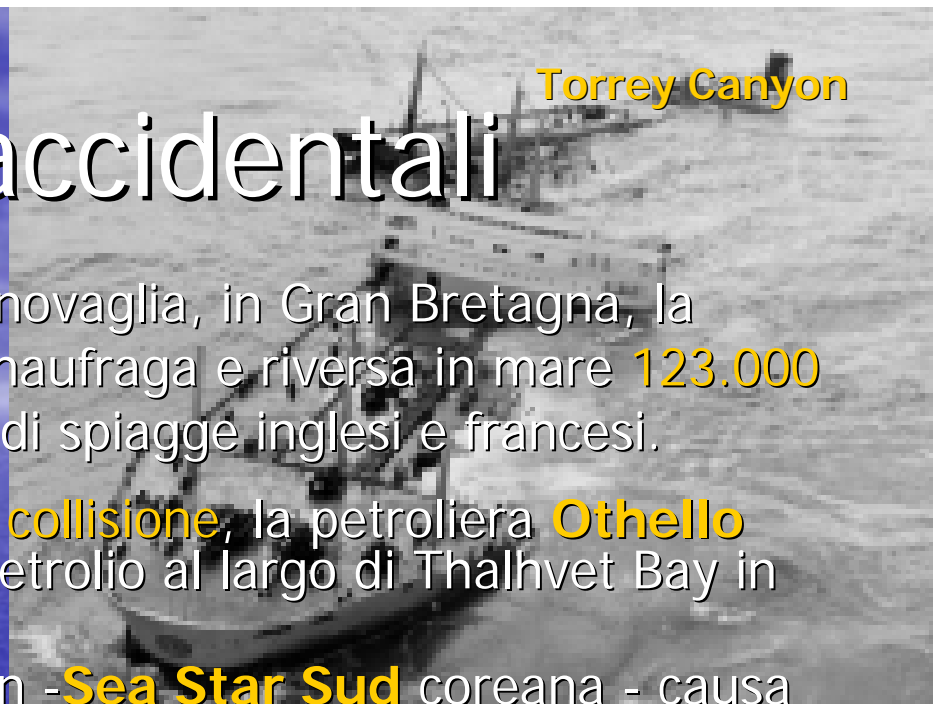 Torrey Canyon
accidentali
novaglia, in Gran Bretagna, la
naufraga e riversa in mare 123.000
di spiagge inglesi e francesi.
collisione, la petroliera Othello
etrolio al largo di Thalhvet Bay in
n -Sea Star Sud coreana - causa